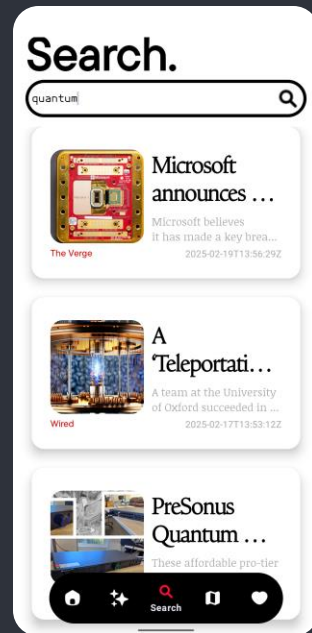 Search.
quantum
Microsoft
announces ...
Microsoft believes
it has made a key brea...
The Verge
2025-02-19T13:56:29Z
A
‘Teleportati...
A team at the University
of Oxford succeeded in ...
Wired
2025-02-17T13:53:12Z
PreSonus
Quantum ...
These affordable pro-tier
Search